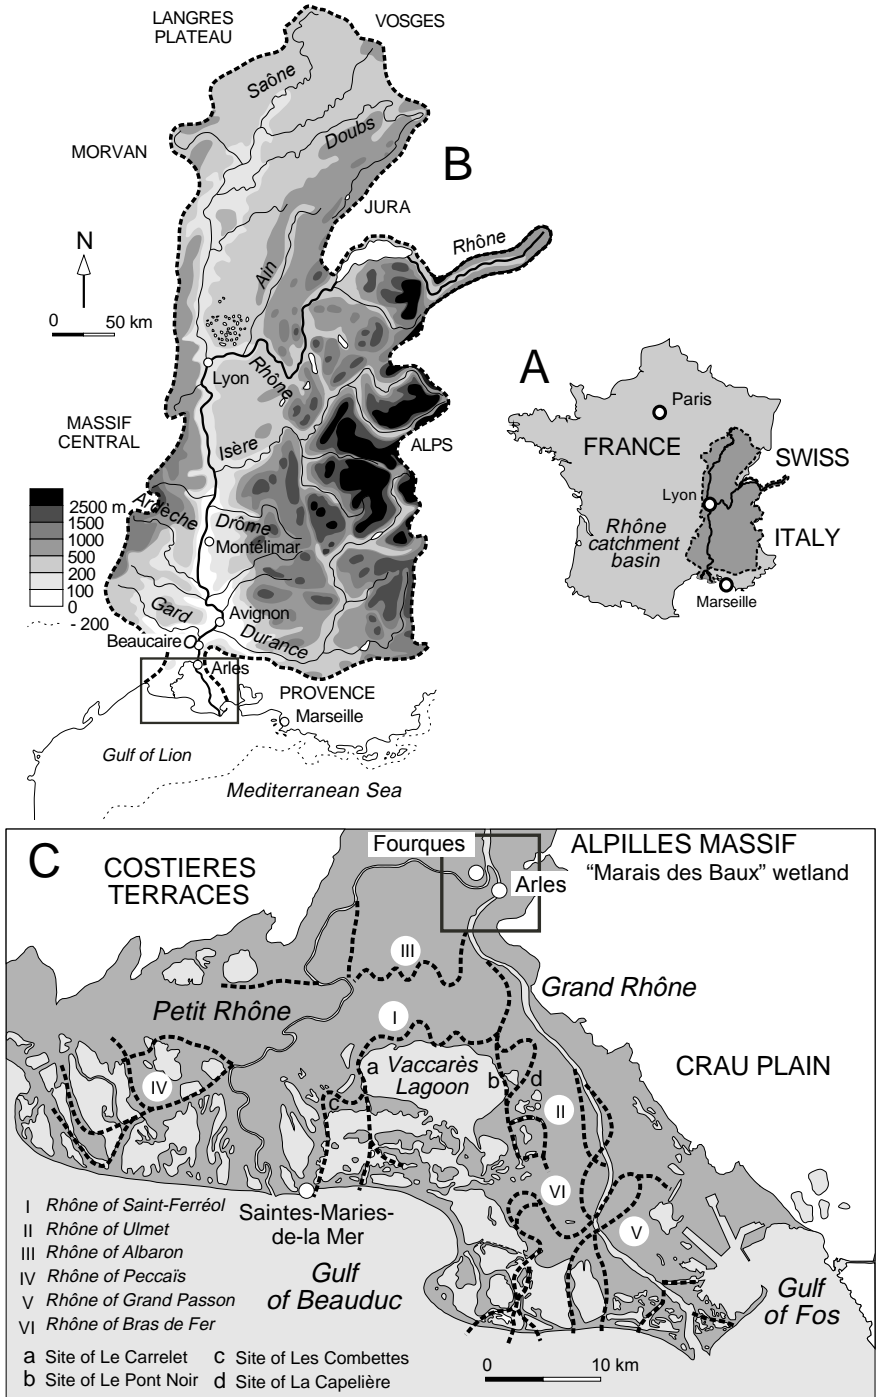 LANGRES
PLATEAU
VOSGES
Saône
Doubs
MORVAN
B
JURA
N
Rhône
Ain
0 50 km
Lyon
Rhône
A
Paris
MASSIF
CENTRAL
Isère
ALPS
FRANCE
SWISS
Lyon
2500 m
1500
1000
500
200
100
0
- 200
Ardèche
Drôme
Montélimar
Rhône
catchment
basin
ITALY
Marseille
Gard
Avignon
Durance
Beaucaire
Arles
PROVENCE
Marseille
Gulf of Lion
Mediterranean Sea
C
COSTIERES
TERRACES
Fourques
Arles
ALPILLES MASSIF
“Marais des Baux” wetland
III
Grand Rhône
Petit Rhône
I
a
Vaccarès
Lagoon
b
d
CRAU PLAIN
IV
c
II
VI
V
Saintes-Maries-
de-la Mer
Gulf
of Beauduc
Gulf
of Fos
I Rhône of Saint-Ferréol
II Rhône of Ulmet
III Rhône of Albaron
IV Rhône of Peccaïs
V Rhône of Grand Passon
VI Rhône of Bras de Fer
a Site of Le Carrelet c Site of Les Combettes
b Site of Le Pont Noir d Site of La Capelière
0 10 km